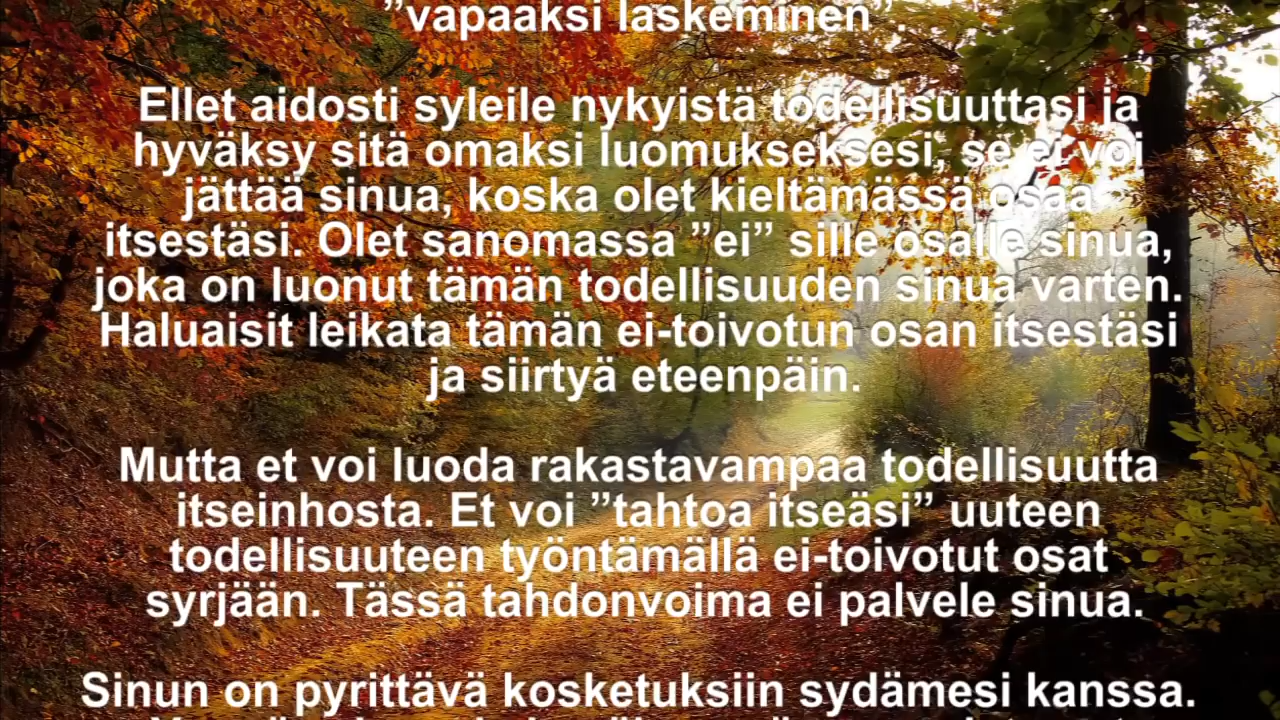 ”vapaaksi laskeminen”.
Ellet aidosti syleile nykyistä todellisuuttasi ja
hyväksy sitä omaksi luomukseksesi, se ei voi
jättää sinua, koska olet kieltämässä osaa
itsestäsi. Olet sanomassa ”ei” sille osalle sinua,
joka on luonut tämän todellisuuden sinua varten.
Haluaisit leikata tämän ei-toivotun osan itsestäsi
ja siirtyä eteenpäin.
Mutta et voi luoda rakastavampaa todellisuutta
itseinhosta. Et voi ”tahtoa itseäsi” uuteen
todellisuuteen työntämällä ei-toivotut osat
syrjään. Tässä tahdonvoima ei palvele sinua.
Sinun on pyrittävä kosketuksiin sydämesi kanssa.